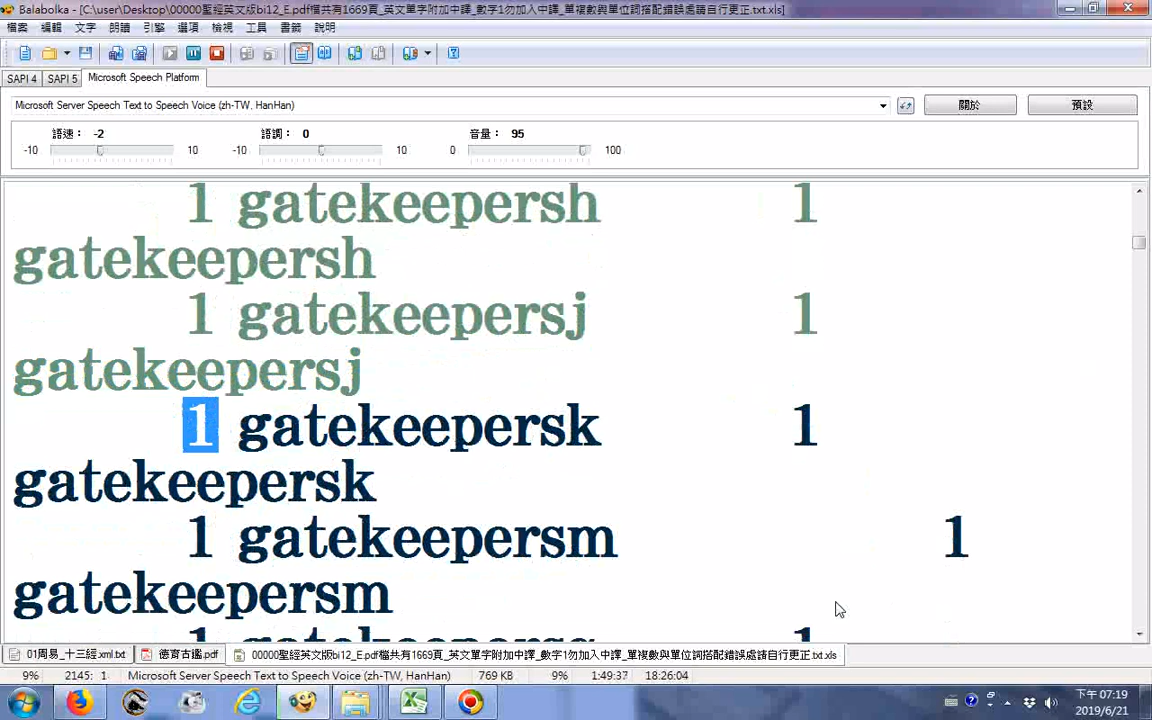 Balabolka - [C:\user\Desktop\00000聖經英文版bi12_E.pdf檔共有1669頁_英文單字附加中譯_數字1勿加入中譯_單複數與單位詞搭配錯誤處請自行更正.txt.xls]
檔案 編輯 文字 朗讀 引擎 選項 檢視 工具 書籤 說明
SAPI 4 SAPI 5 Microsoft Speech Platform
Microsoft Server Speech Text to Speech Voice (zh-TW, HanHan) 關於 預設
語速： -2 語調： 0 音量： 95
-10 10 -10 10 0 100
1 gatekeepersh 1
gatekeepersh
1 gatekeepersj 1
gatekeepersj
1 gatekeepersk 1
gatekeepersk
1 gatekeepersm 1
gatekeepersm
01周易_十三經.xml.txt 德育古鑑.pdf 00000聖經英文版bi12_E.pdf檔共有1669頁_英文單字附加中譯_數字1勿加入中譯_單複數與單位詞搭配錯誤處請自行更正.txt.xls
9% 2145: 1 Microsoft Server Speech Text to Speech Voice (zh-TW, HanHan) 769 KB 9% 1:49:37 18:26:04
下午 07:19
2019/6/21